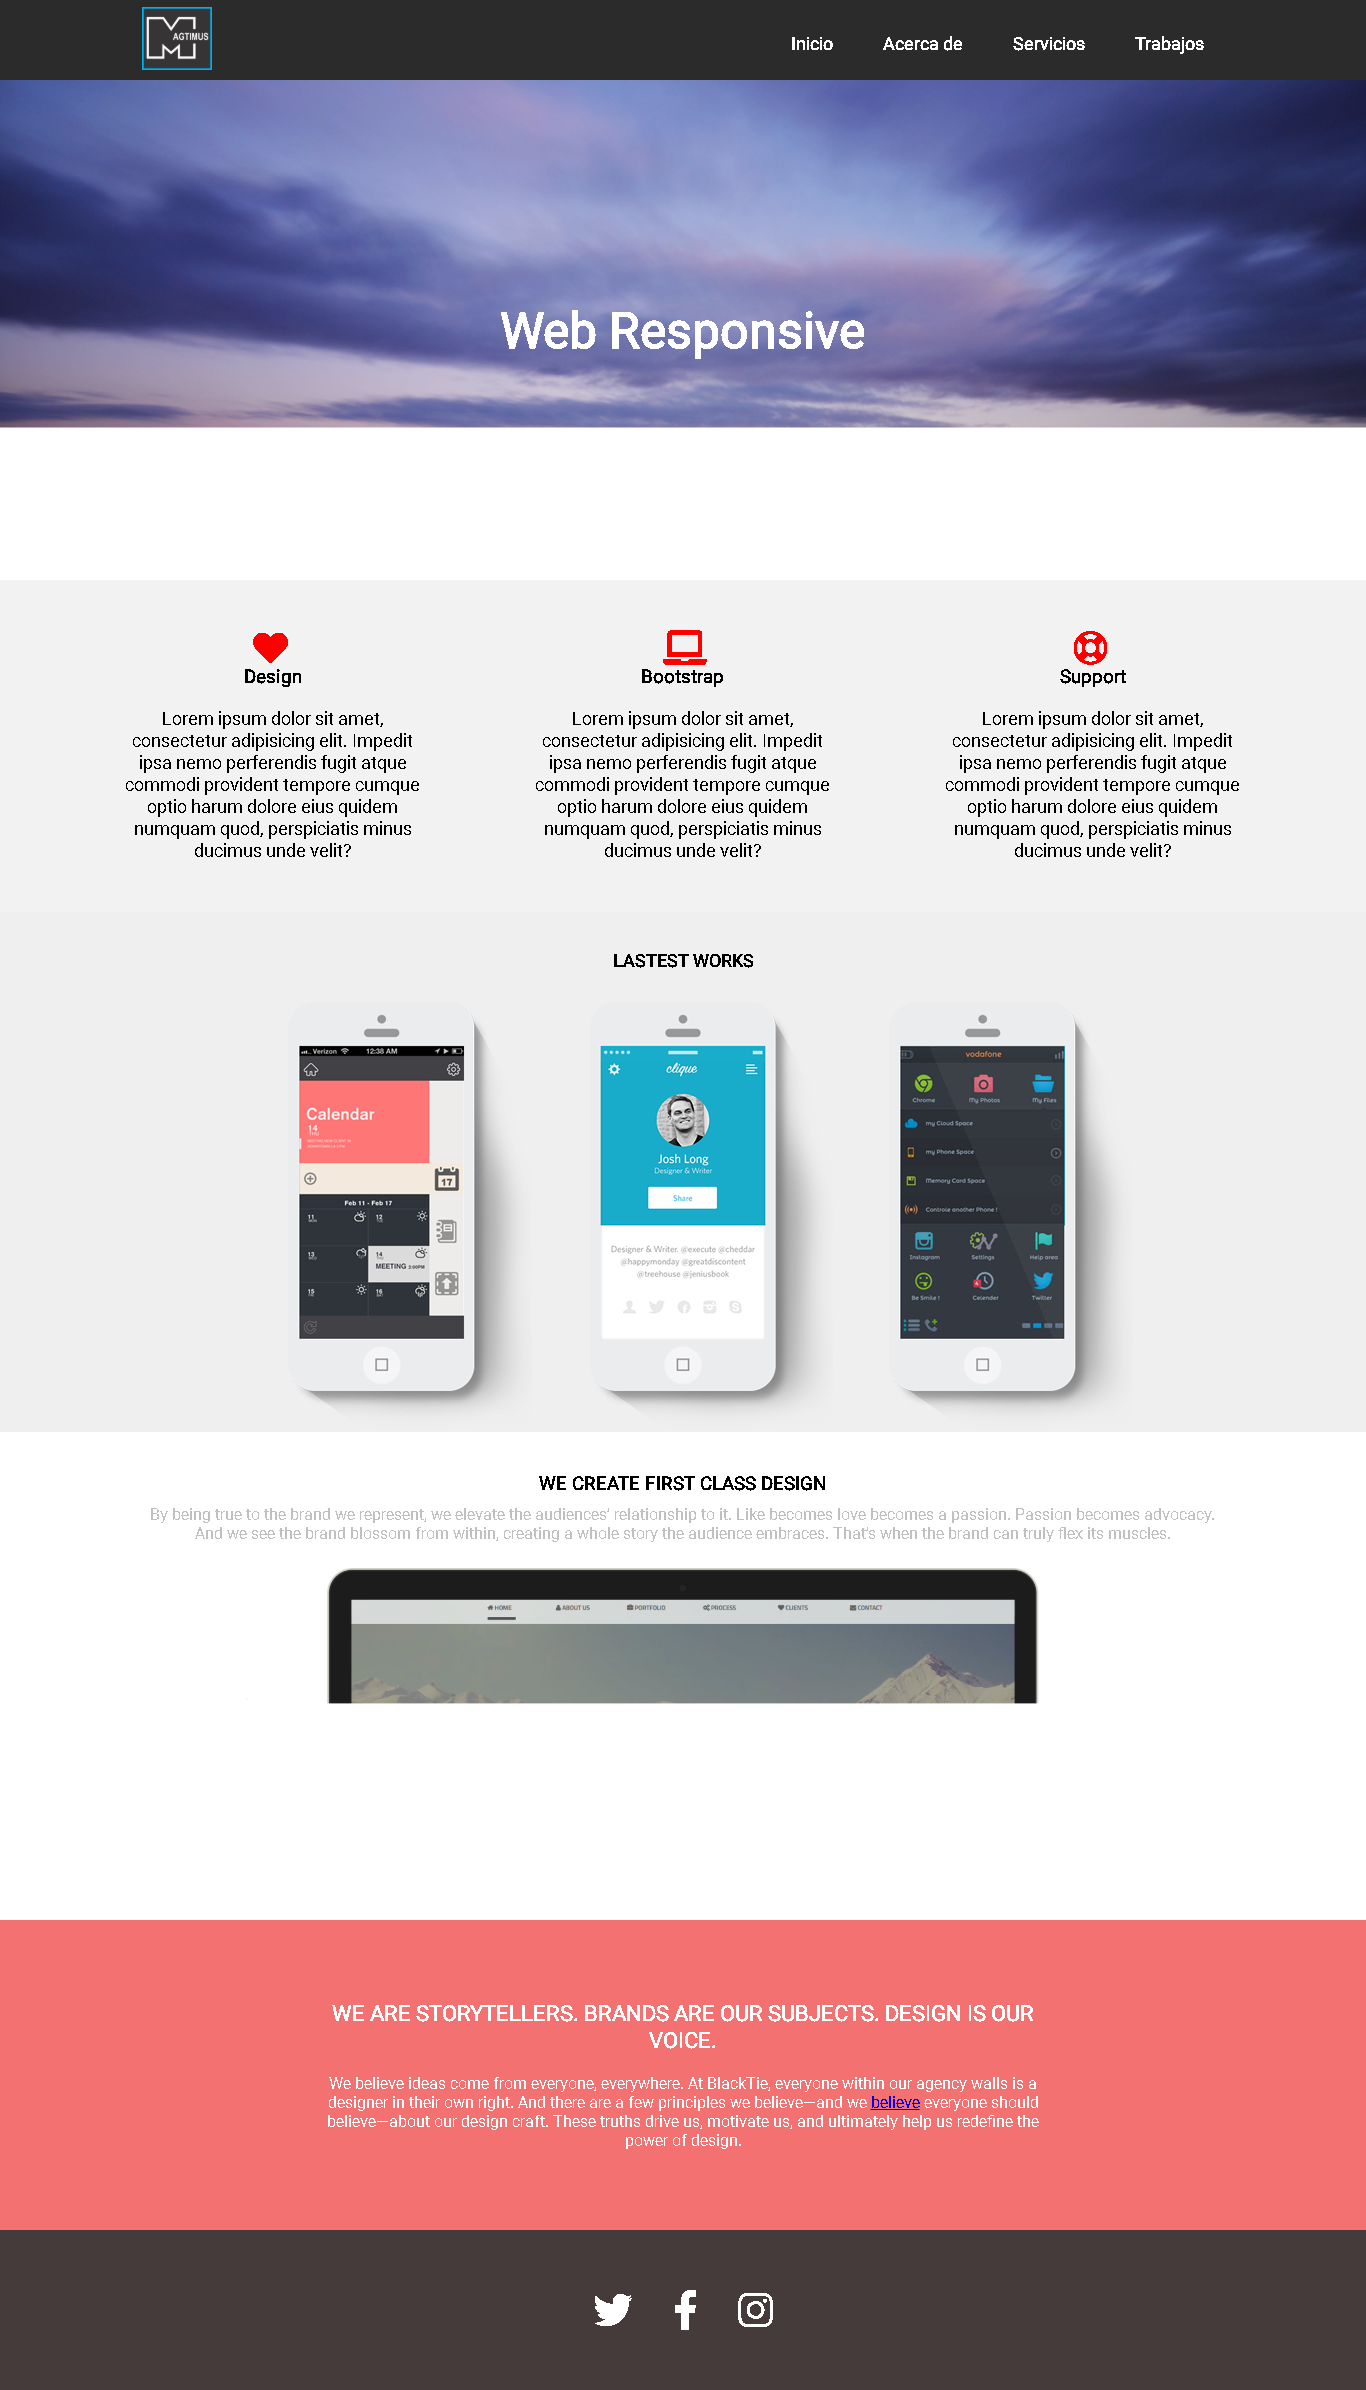 M AGTIMUS
Inicio Acerca de Servicios Trabajos
Web Responsive
Design
Lorem ipsum dolor sit amet,
consectetur adipisicing elit. Impedit
ipsa nemo perferendis fugit atque
commodi provident tempore cumque
optio harum dolore eius quidem
numquam quod, perspiciatis minus
ducimus unde velit?
Bootstrap
Lorem ipsum dolor sit amet,
consectetur adipisicing elit. Impedit
ipsa nemo perferendis fugit atque
commodi provident tempore cumque
optio harum dolore eius quidem
numquam quod, perspiciatis minus
ducimus unde velit?
Support
Lorem ipsum dolor sit amet,
consectetur adipisicing elit. Impedit
ipsa nemo perferendis fugit atque
commodi provident tempore cumque
optio harum dolore eius quidem
numquam quod, perspiciatis minus
ducimus unde velit?
LASTEST WORKS
Verizon 12:38 AM
Calendar
14
THU
17
Feb 11 - Feb 17
11 MON 12 TUE
13 14
MEETING 2:00PM
15 16
clique
Josh Long
Designer & Writer
Share
Designer & Writer. @execute @cheddar
@happymonday @greatdiscontent
@treehouse @jeniusbook
vodafone
Chrome My Photos My Files
my Cloud Space
my Phone Space
Memory Card Space
Controle another Phone !
Instagram Settings Help area
Be Smile ! Celender Twitter
WE CREATE FIRST CLASS DESIGN
By being true to the brand we represent, we elevate the audiences’ relationship to it. Like becomes love becomes a passion. Passion becomes advocacy.
And we see the brand blossom from within, creating a whole story the audience embraces. That’s when the brand can truly flex its muscles.
HOME ABOUT US PORTFOLIO PROCESS CLIENTS CONTACT
WE ARE STORYTELLERS. BRANDS ARE OUR SUBJECTS. DESIGN IS OUR
VOICE.
We believe ideas come from everyone, everywhere. At BlackTie, everyone within our agency walls is a
designer in their own right. And there are a few principles we believe—and we believe everyone should
believe—about our design craft. These truths drive us, motivate us, and ultimately help us redefine the
power of design.